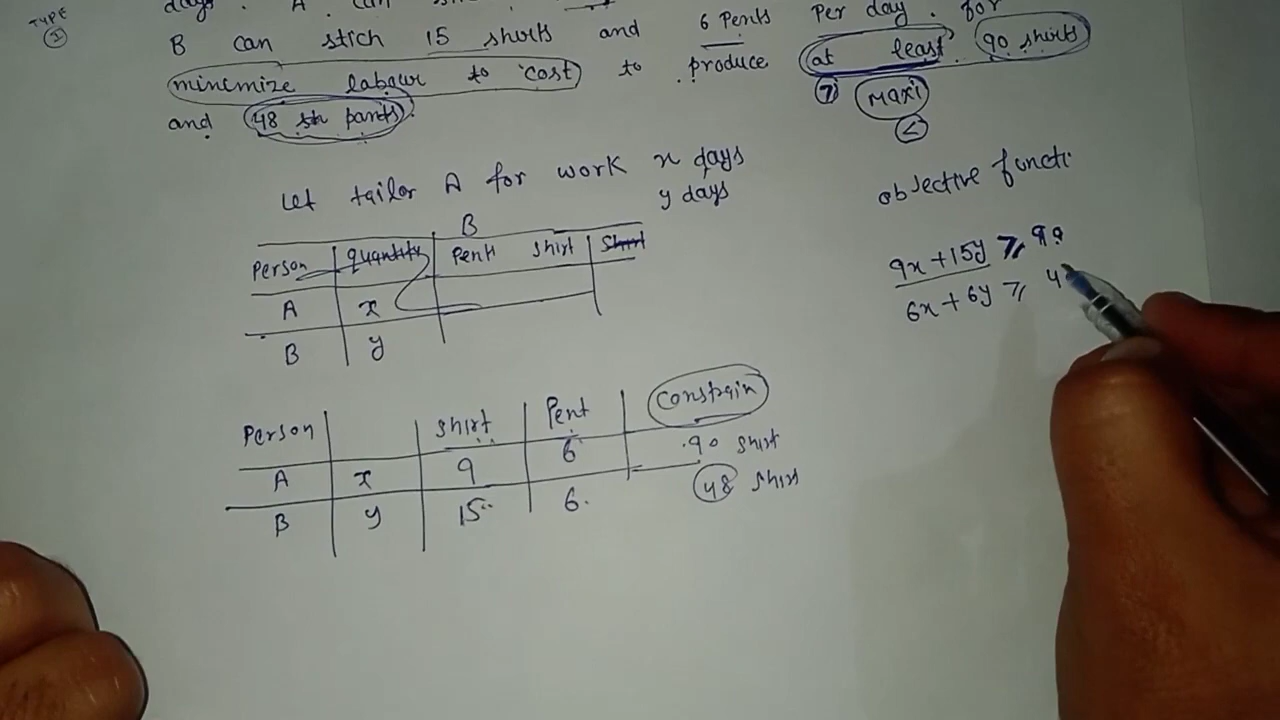 TYPE
①
days. A can
B can stich 15 shirts and 6 Pents Per day. for
minimize labour to cost to produce at least 90 shirts
and 48 pants.
7 Maxi
<
Let tailor A for work x days
y days
objective functi
B
Person quantity Pent shirt Shirt
A x
B y
9x + 15y ⩾ 90
6x + 6y ⩾ 4
Person shirt Pent constrain
A x 9 6 90 shirt
B y 15 6. 48 shirt